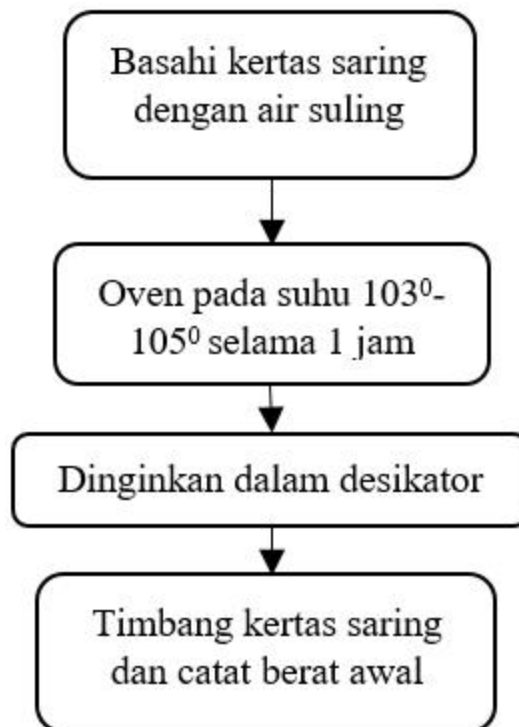 Basahi kertas saring
dengan air suling
Oven pada suhu 103⁰-
105⁰ selama 1 jam
Dinginkan dalam desikator
Timbang kertas saring
dan catat berat awal